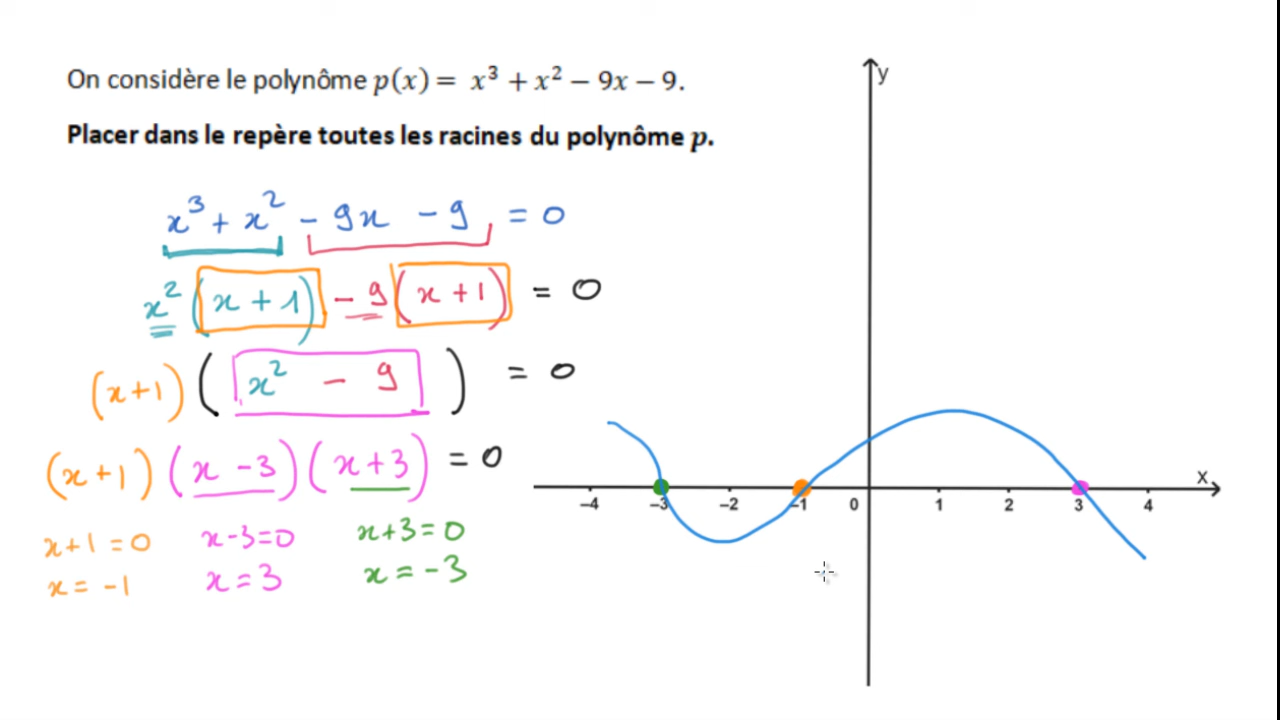 On considère le polynôme p(x) = x³ + x² − 9x − 9.
Placer dans le repère toutes les racines du polynôme p.
x³ + x² - 9x - 9 = 0
x² (x + 1) - 9 (x + 1) = 0
(x+1) ( x² - 9 ) = 0
(x+1) (x - 3) (x+3) = 0
x+1 = 0 x-3=0 x+3=0
x = -1 x = 3 x = -3
y
x
–4 –3 –2 –1 0 1 2 3 4